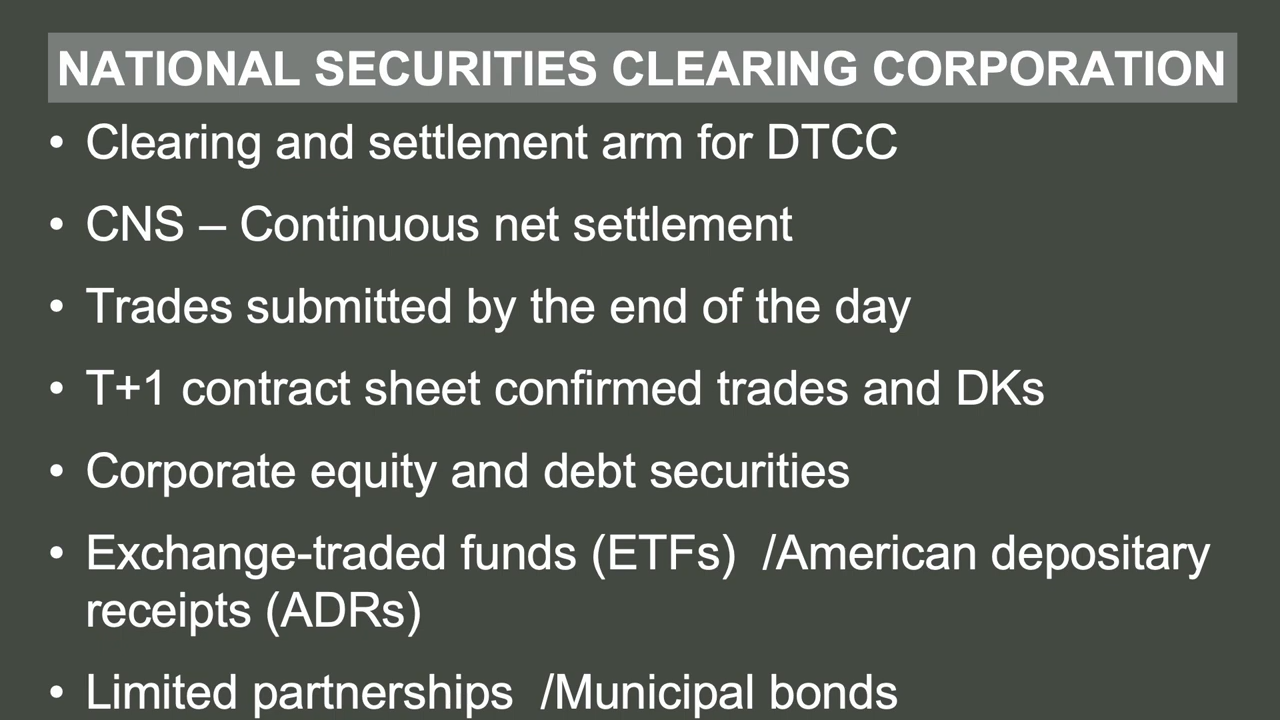 NATIONAL SECURITIES CLEARING CORPORATION
• Clearing and settlement arm for DTCC
• CNS – Continuous net settlement
• Trades submitted by the end of the day
• T+1 contract sheet confirmed trades and DKs
• Corporate equity and debt securities
• Exchange-traded funds (ETFs)  /American depositary
receipts (ADRs)
• Limited partnerships  /Municipal bonds